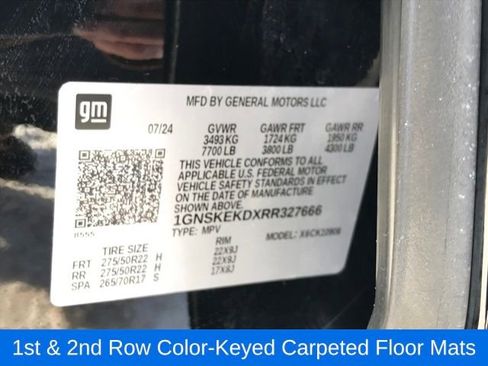 gm
MFD BY GENERAL MOTORS LLC
07/24 GVWR GAWR FRT GAWR RR
3493 KG 1724 KG 1950 KG
7700 LB 3800 LB 4300 LB
THIS VEHICLE CONFORMS TO ALL
APPLICABLE U.S. FEDERAL MOTOR
VEHICLE SAFETY STANDARDS IN EFFECT
ON THE DATE OF MANUFACTURE SHOWN ABOVE.
1GNSKEKDXRR327666
TYPE: MPV MODEL:
TIRE SIZE RIM
FRT 275/50R22 H 22X9J
RR 275/50R22 H 22X9J
SPA 265/70R17 S 17X8J
1st & 2nd Row Color-Keyed Carpeted Floor Mats